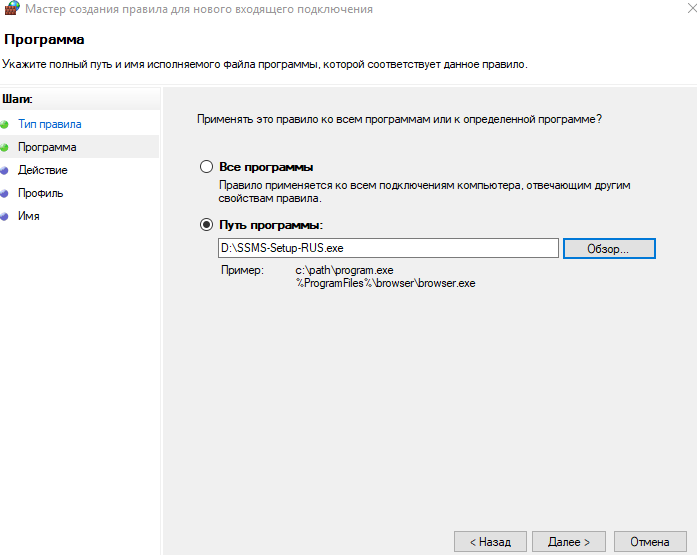 Мастер создания правила для нового входящего подключения
Программа
Укажите полный путь и имя исполняемого файла программы, которой соответствует данное правило.
Шаги:
Тип правила
Программа
Действие
Профиль
Имя
Применять это правило ко всем программам или к определенной программе?
Все программы
Правило применяется ко всем подключениям компьютера, отвечающим другим
свойствам правила.
Путь программы:
D:\SSMS-Setup-RUS.exe
Обзор...
Пример:
c:\path\program.exe
%ProgramFiles%\browser\browser.exe
< Назад
Далее >
Отмена